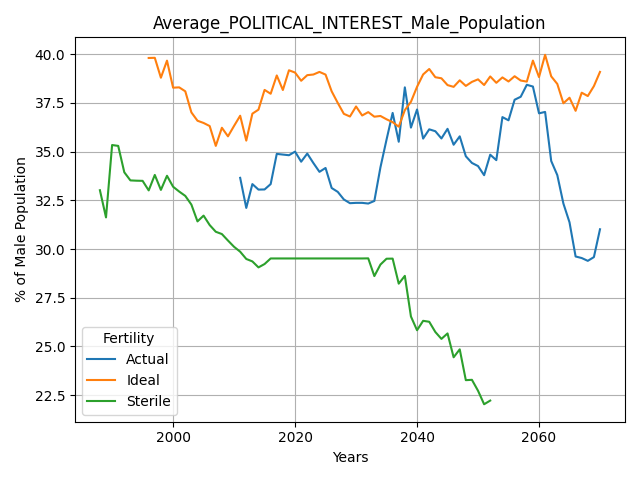 Average_POLITICAL_INTEREST_Male_Population
40.0
37.5
35.0
32.5
30.0
27.5
25.0
22.5
% of Male Population
Fertility
Actual
Ideal
Sterile
2000 2020 2040 2060
Years